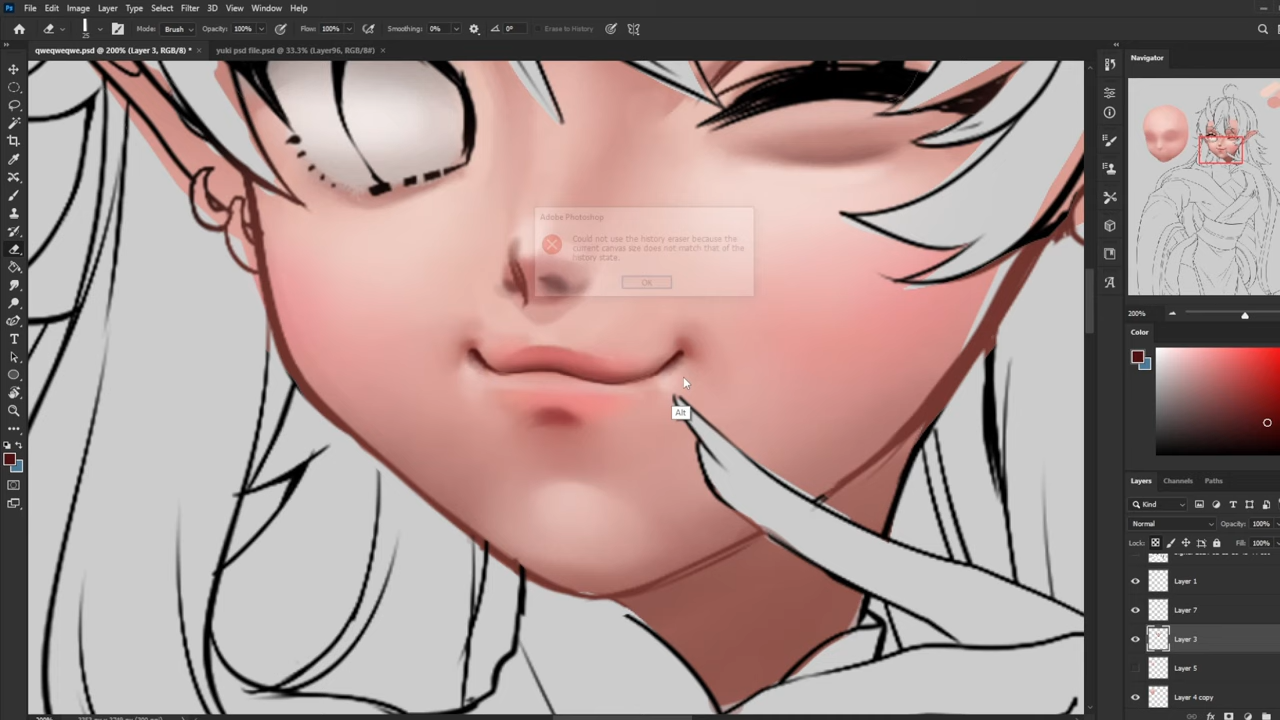 Ps File Edit Image Layer Type Select Filter 3D View Window Help
25 Mode: Brush Opacity: 100% Flow: 100% Smoothing: 0% 0° Erase to History
qweqweqwe.psd @ 200% (Layer 3, RGB/8) * × yuki psd file.psd @ 33.3% (Layer96, RGB/8#) ×
Navigator
Adobe Photoshop
Could not use the history eraser because the
current canvas size does not match that of the
history state.
OK
200%
Color
Alt
Layers Channels Paths
Kind
Normal Opacity: 100%
Lock: Fill: 100%
Layer 1
Layer 7
Layer 3
Layer 5
Layer 4 copy
fx